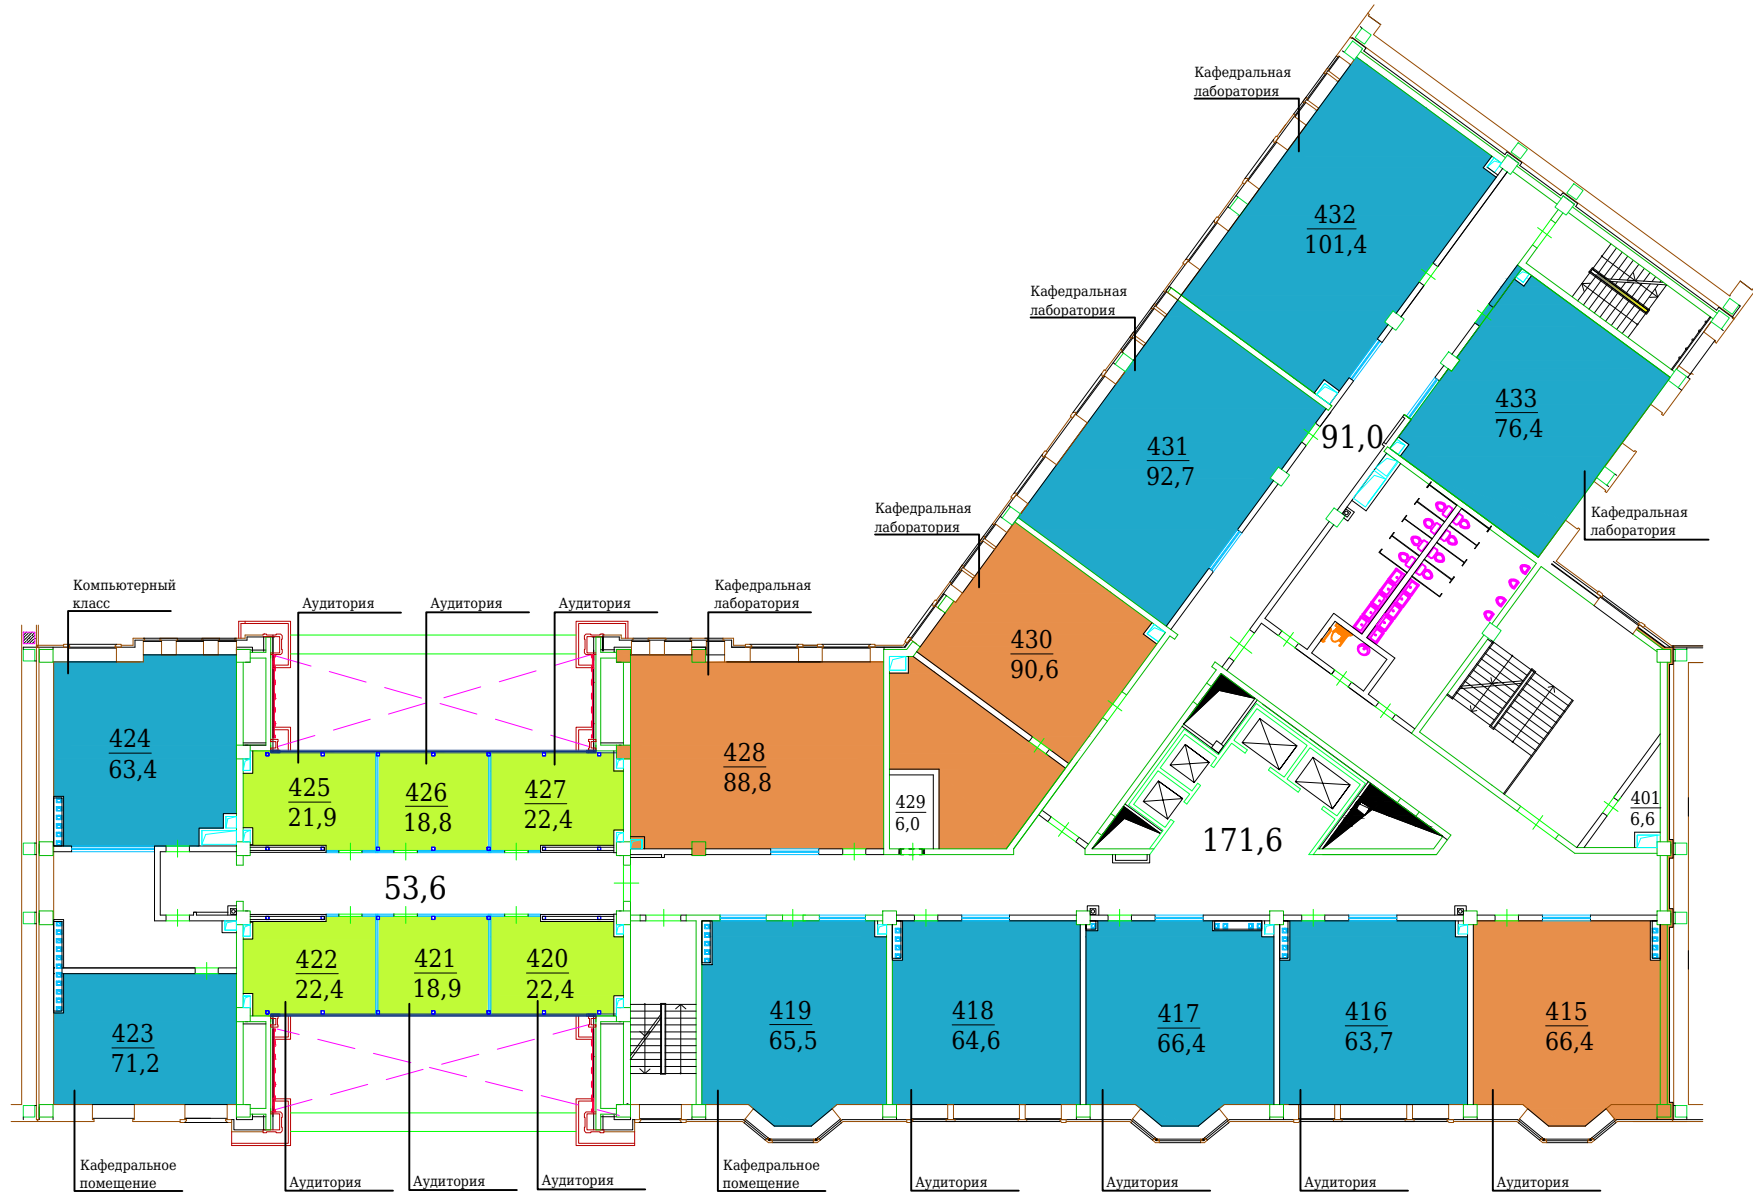 Кафедральная
лаборатория
432
101,4
Кафедральная
лаборатория
431
92,7
91,0
433
76,4
Кафедральная
лаборатория
Кафедральная
лаборатория
430
90,6
Компьютерный
класс
Аудитория
Аудитория
Аудитория
Кафедральная
лаборатория
424
63,4
425
21,9
426
18,8
427
22,4
428
88,8
429
6,0
171,6
401
6,6
53,6
422
22,4
421
18,9
420
22,4
423
71,2
419
65,5
418
64,6
417
66,4
416
63,7
415
66,4
Кафедральное
помещение
Аудитория
Аудитория
Аудитория
Кафедральное
помещение
Аудитория
Аудитория
Аудитория
Аудитория